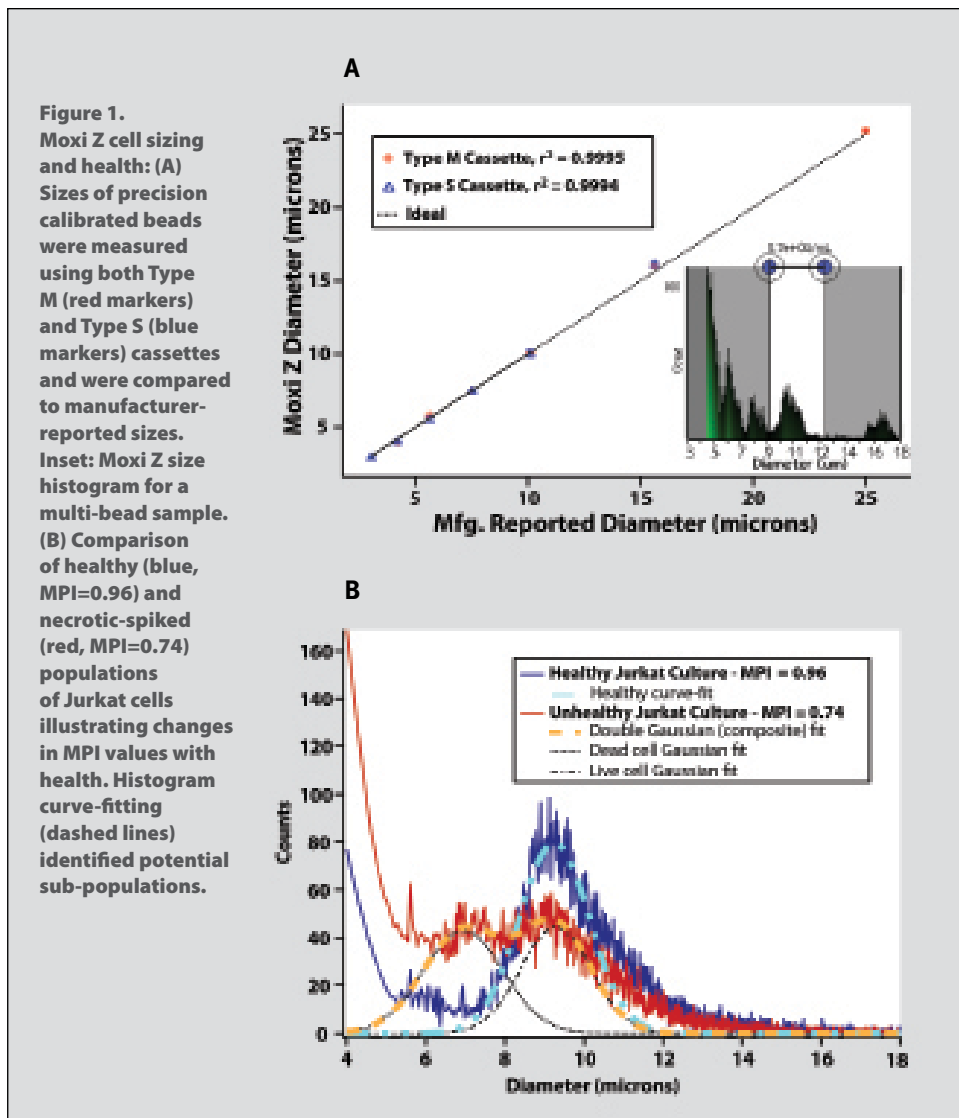 Figure 1.
Moxi Z cell sizing
and health: (A)
Sizes of precision
calibrated beads
were measured
using both Type
M (red markers)
and Type S (blue
markers) cassettes
and were compared
to manufacturer-
reported sizes.
Inset: Moxi Z size
histogram for a
multi-bead sample.
(B) Comparison
of healthy (blue,
MPI=0.96) and
necrotic-spiked
(red, MPI=0.74)
populations
of Jurkat cells
illustrating changes
in MPI values with
health. Histogram
curve-fitting
(dashed lines)
identified potential
sub-populations.
A
Moxi Z Diameter (microns)
25
20
15
10
5
Type M Cassette, r² = 0.9995
Type S Cassette, r² = 0.9994
Ideal
3 5 7 9 11 12 14 16 18
Diameter (um)
5 10 15 20 25
Mfg. Reported Diameter (microns)
B
Counts
160
140
120
100
80
60
40
20
0
Healthy Jurkat Culture - MPI = 0.96
Healthy curve-fit
Unhealthy Jurkat Culture - MPI = 0.74
Double Gaussian (composite) fit
Dead cell Gaussian fit
Live cell Gaussian fit
4 6 8 10 12 14 16 18
Diameter (microns)